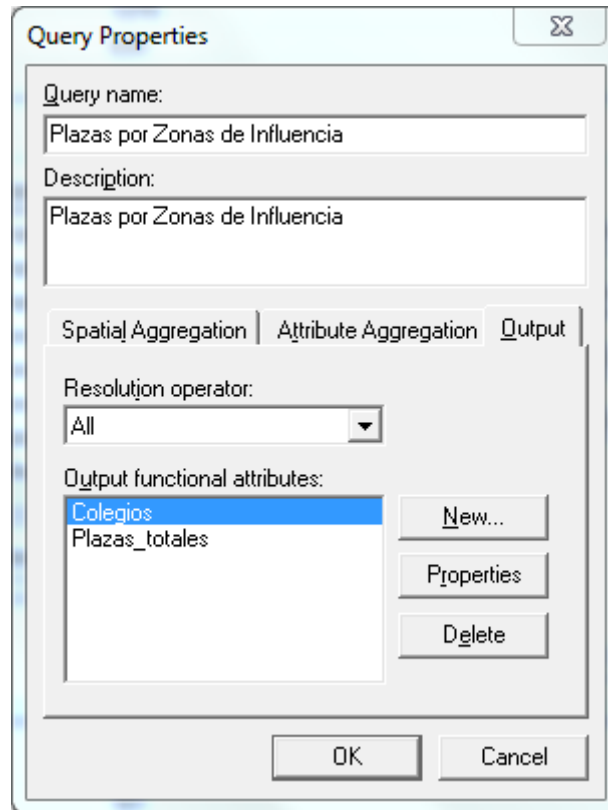 Query Properties
Query name:
Plazas por Zonas de Influencia
Description:
Plazas por Zonas de Influencia
Spatial Aggregation
Attribute Aggregation
Output
Resolution operator:
All
Output functional attributes:
Colegios
Plazas_totales
New...
Properties
Delete
OK
Cancel